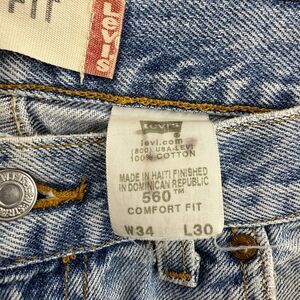 FIT
LEVI'S
LEVI'S
levi.com
(800) USA-LEVI
100% COTTON
MADE IN HAITI FINISHED
IN DOMINICAN REPUBLIC
560™
COMFORT FIT
W34 L30